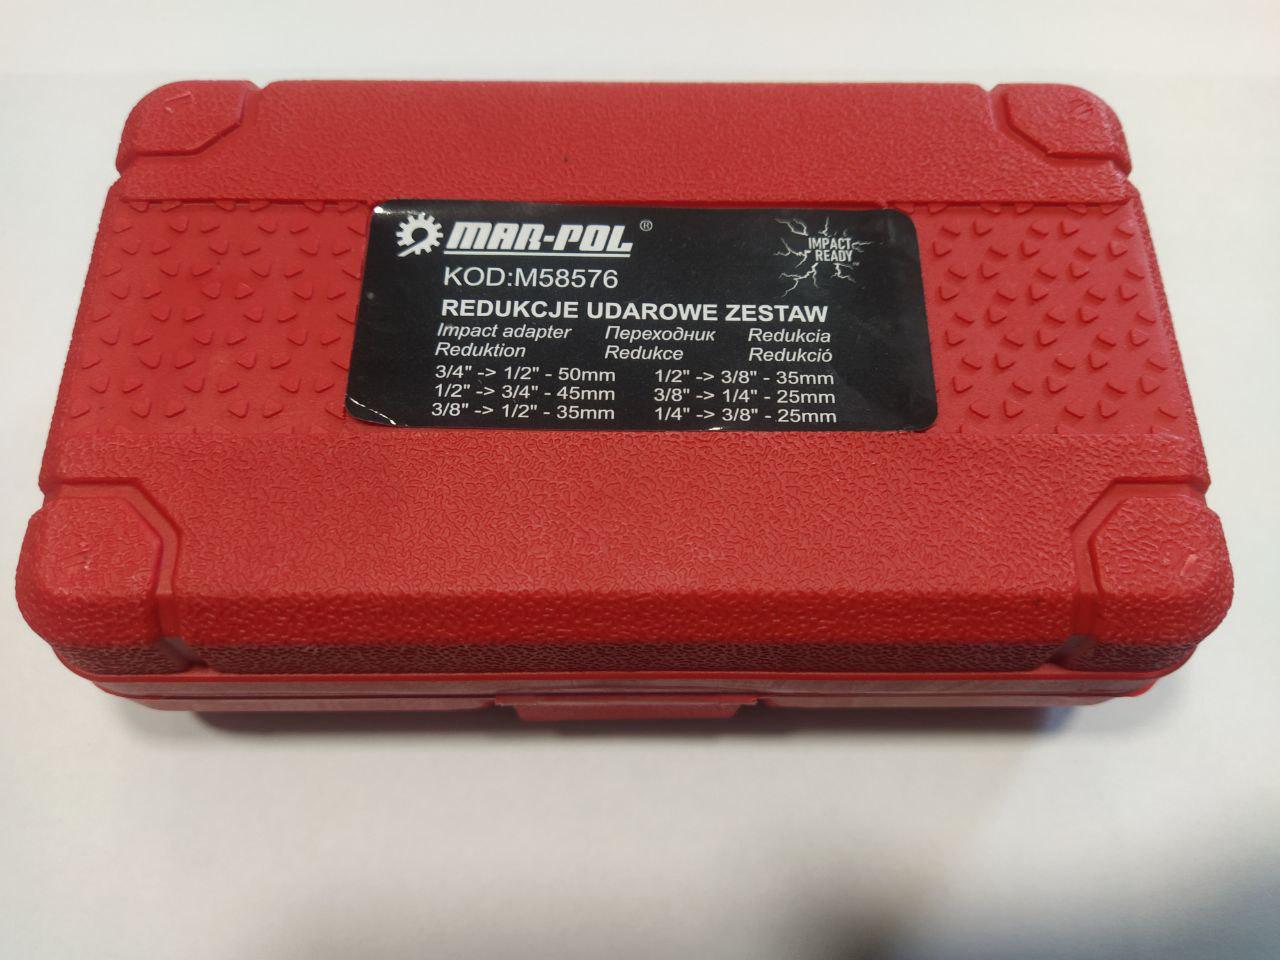 MAR-POL ®
IMPACT
READY
KOD:M58576
REDUKCJE UDAROWE ZESTAW
Impact adapter Переходник Redukcia
Reduktion Redukce Redukció
3/4" -> 1/2" - 50mm 1/2" -> 3/8" - 35mm
1/2" -> 3/4" - 45mm 3/8" -> 1/4" - 25mm
3/8" -> 1/2" - 35mm 1/4" -> 3/8" - 25mm